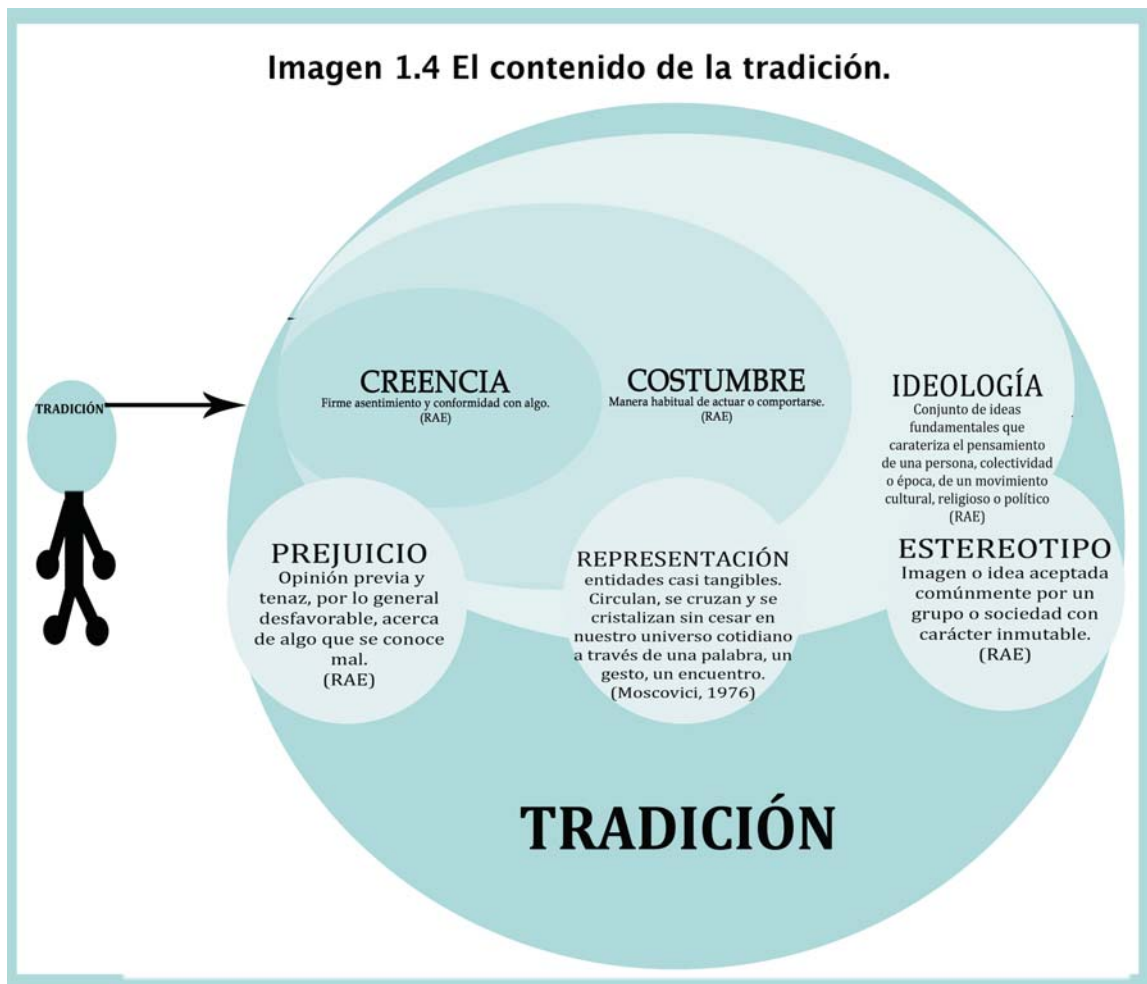 Imagen 1.4 El contenido de la tradición.
TRADICIÓN
CREENCIA
Firme asentimiento y conformidad con algo.
(RAE)
COSTUMBRE
Manera habitual de actuar o comportarse.
(RAE)
IDEOLOGÍA
Conjunto de ideas
fundamentales que
carateriza el pensamiento
de una persona, colectividad
o época, de un movimiento
cultural, religioso o político
(RAE)
PREJUICIO
Opinión previa y
tenaz, por lo general
desfavorable, acerca
de algo que se conoce
mal.
(RAE)
REPRESENTACIÓN
entidades casi tangibles.
Circulan, se cruzan y se
cristalizan sin cesar en
nuestro universo cotidiano
a través de una palabra, un
gesto, un encuentro.
(Moscovici, 1976)
ESTEREOTIPO
Imagen o idea aceptada
comúnmente por un
grupo o sociedad con
carácter inmutable.
(RAE)
TRADICIÓN